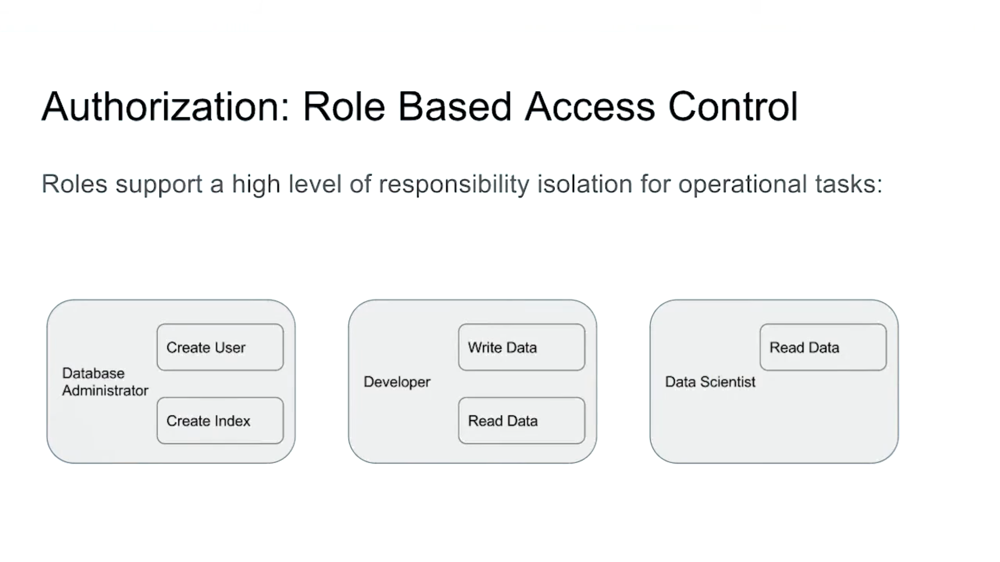 Authorization: Role Based Access Control
Roles support a high level of responsibility isolation for operational tasks:
Database
Administrator
Create User
Create Index
Developer
Write Data
Read Data
Data Scientist
Read Data